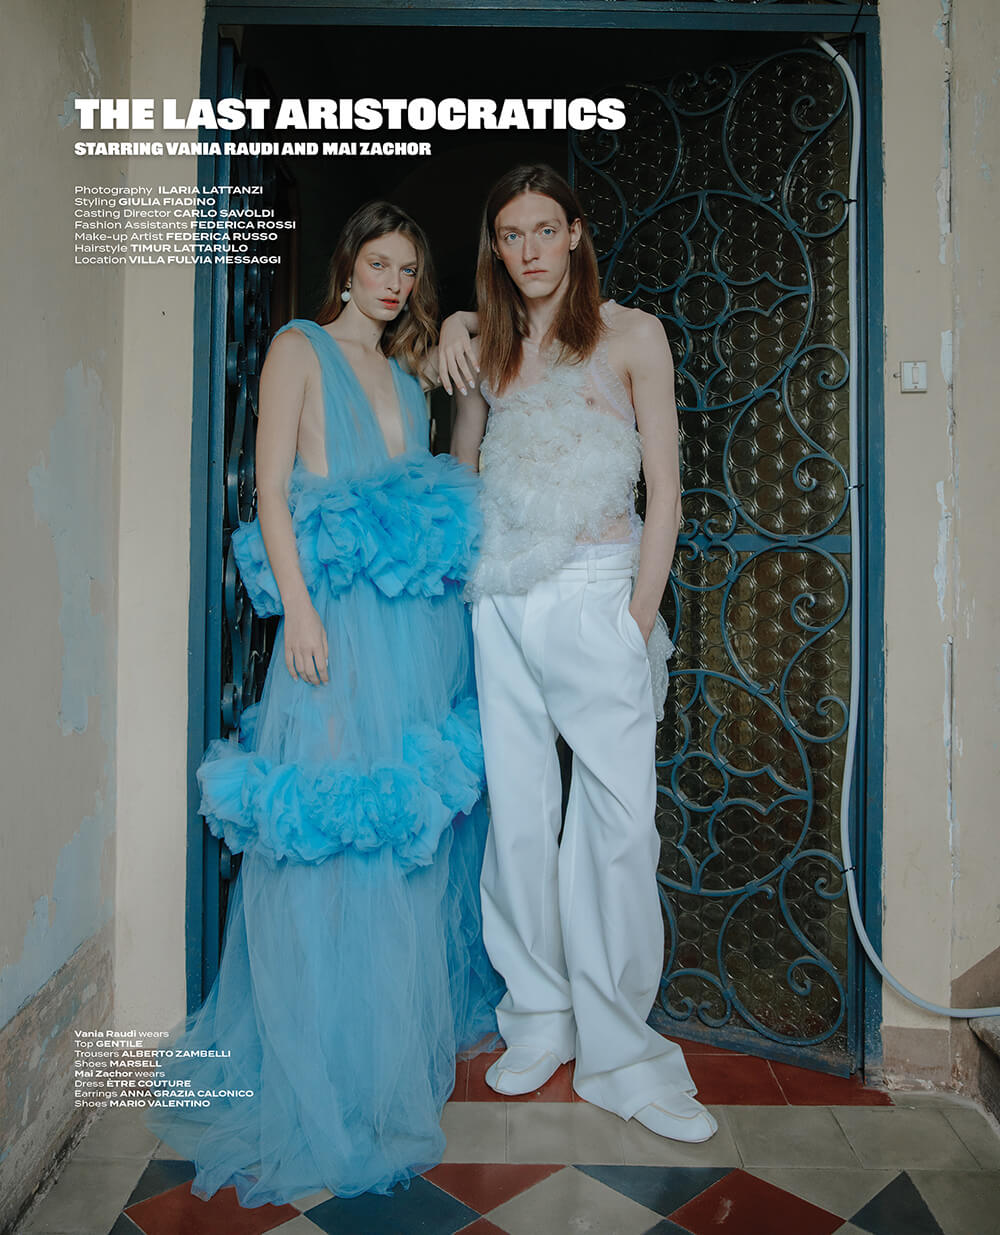 THE LAST ARISTOCRATICS
STARRING VANIA RAUDI AND MAI ZACHOR
Photography ILARIA LATTANZI
Styling GIULIA FIADINO
Casting Director CARLO SAVOLDI
Fashion Assistants FEDERICA ROSSI
Make-up Artist FEDERICA RUSSO
Hairstyle TIMUR LATTARULO
Location VILLA FULVIA MESSAGGI
Vania Raudi wears
Top GENTILE
Trousers ALBERTO ZAMBELLI
Shoes MARSELL
Mai Zachor wears
Dress ÈTRE COUTURE
Earrings ANNA GRAZIA CALONICO
Shoes MARIO VALENTINO